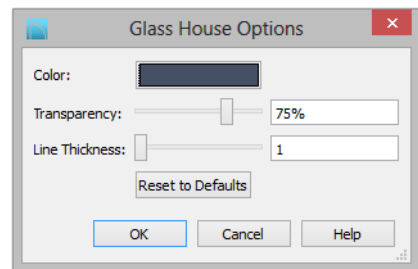 Glass House Options
Color:
Transparency: 75%
Line Thickness: 1
Reset to Defaults
OK Cancel Help